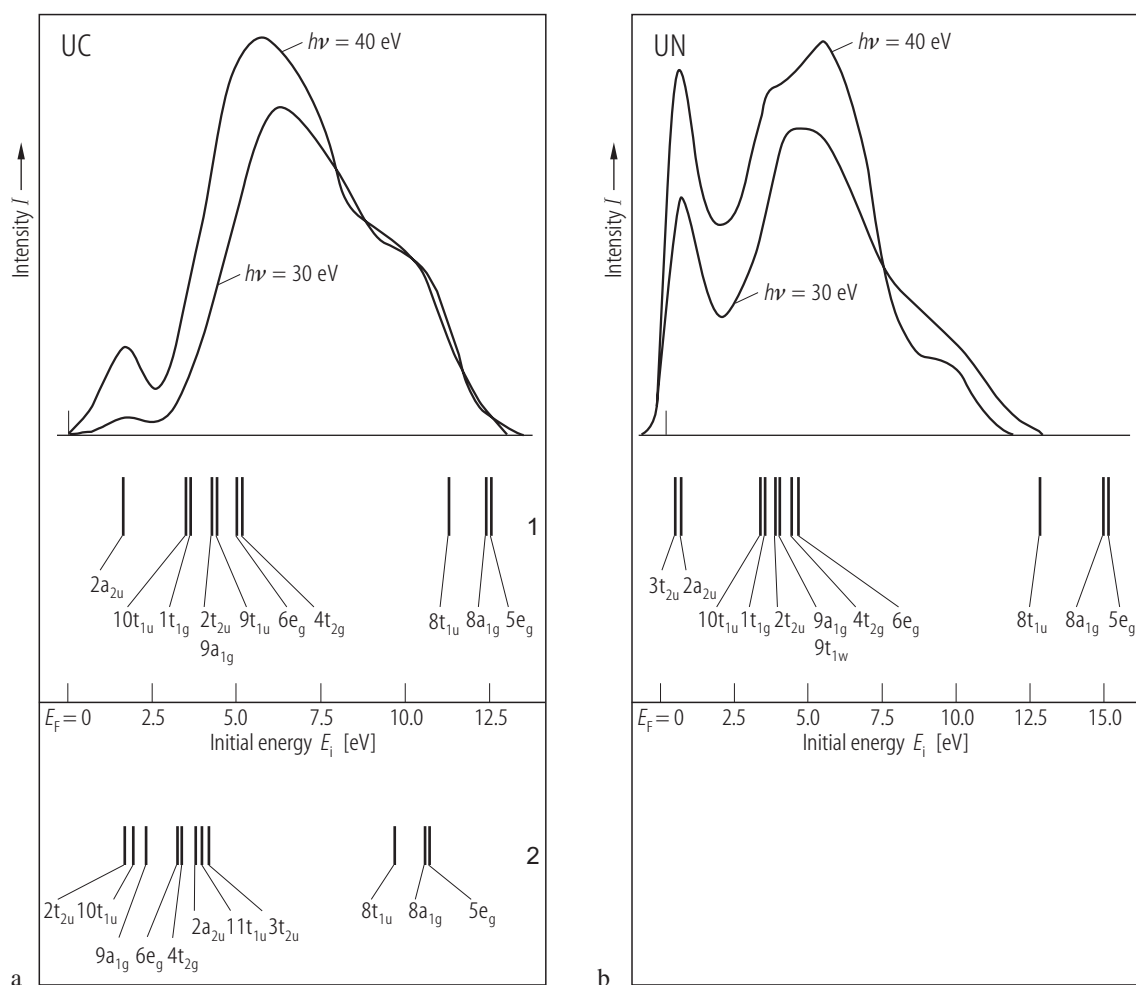 UC
hν = 40 eV
hν = 30 eV
Intensity I
1
2a2u
10t1u 1t1g 2t2u 9t1u 6eg 4t2g
9a1g
8t1u 8a1g 5eg
EF = 0 2.5 5.0 7.5 10.0 12.5
Initial energy Ei [eV]
2
2t2u 10t1u
2a2u 11t1u 3t2u
9a1g 6eg 4t2g
8t1u 8a1g 5eg
a
UN
hν = 40 eV
hν = 30 eV
Intensity I
3t2u 2a2u
10t1u 1t1g 2t2u 9a1g 4t2g 6eg
9t1w
8t1u 8a1g 5eg
EF = 0 2.5 5.0 7.5 10.0 12.5 15.0
Initial energy Ei [eV]
b